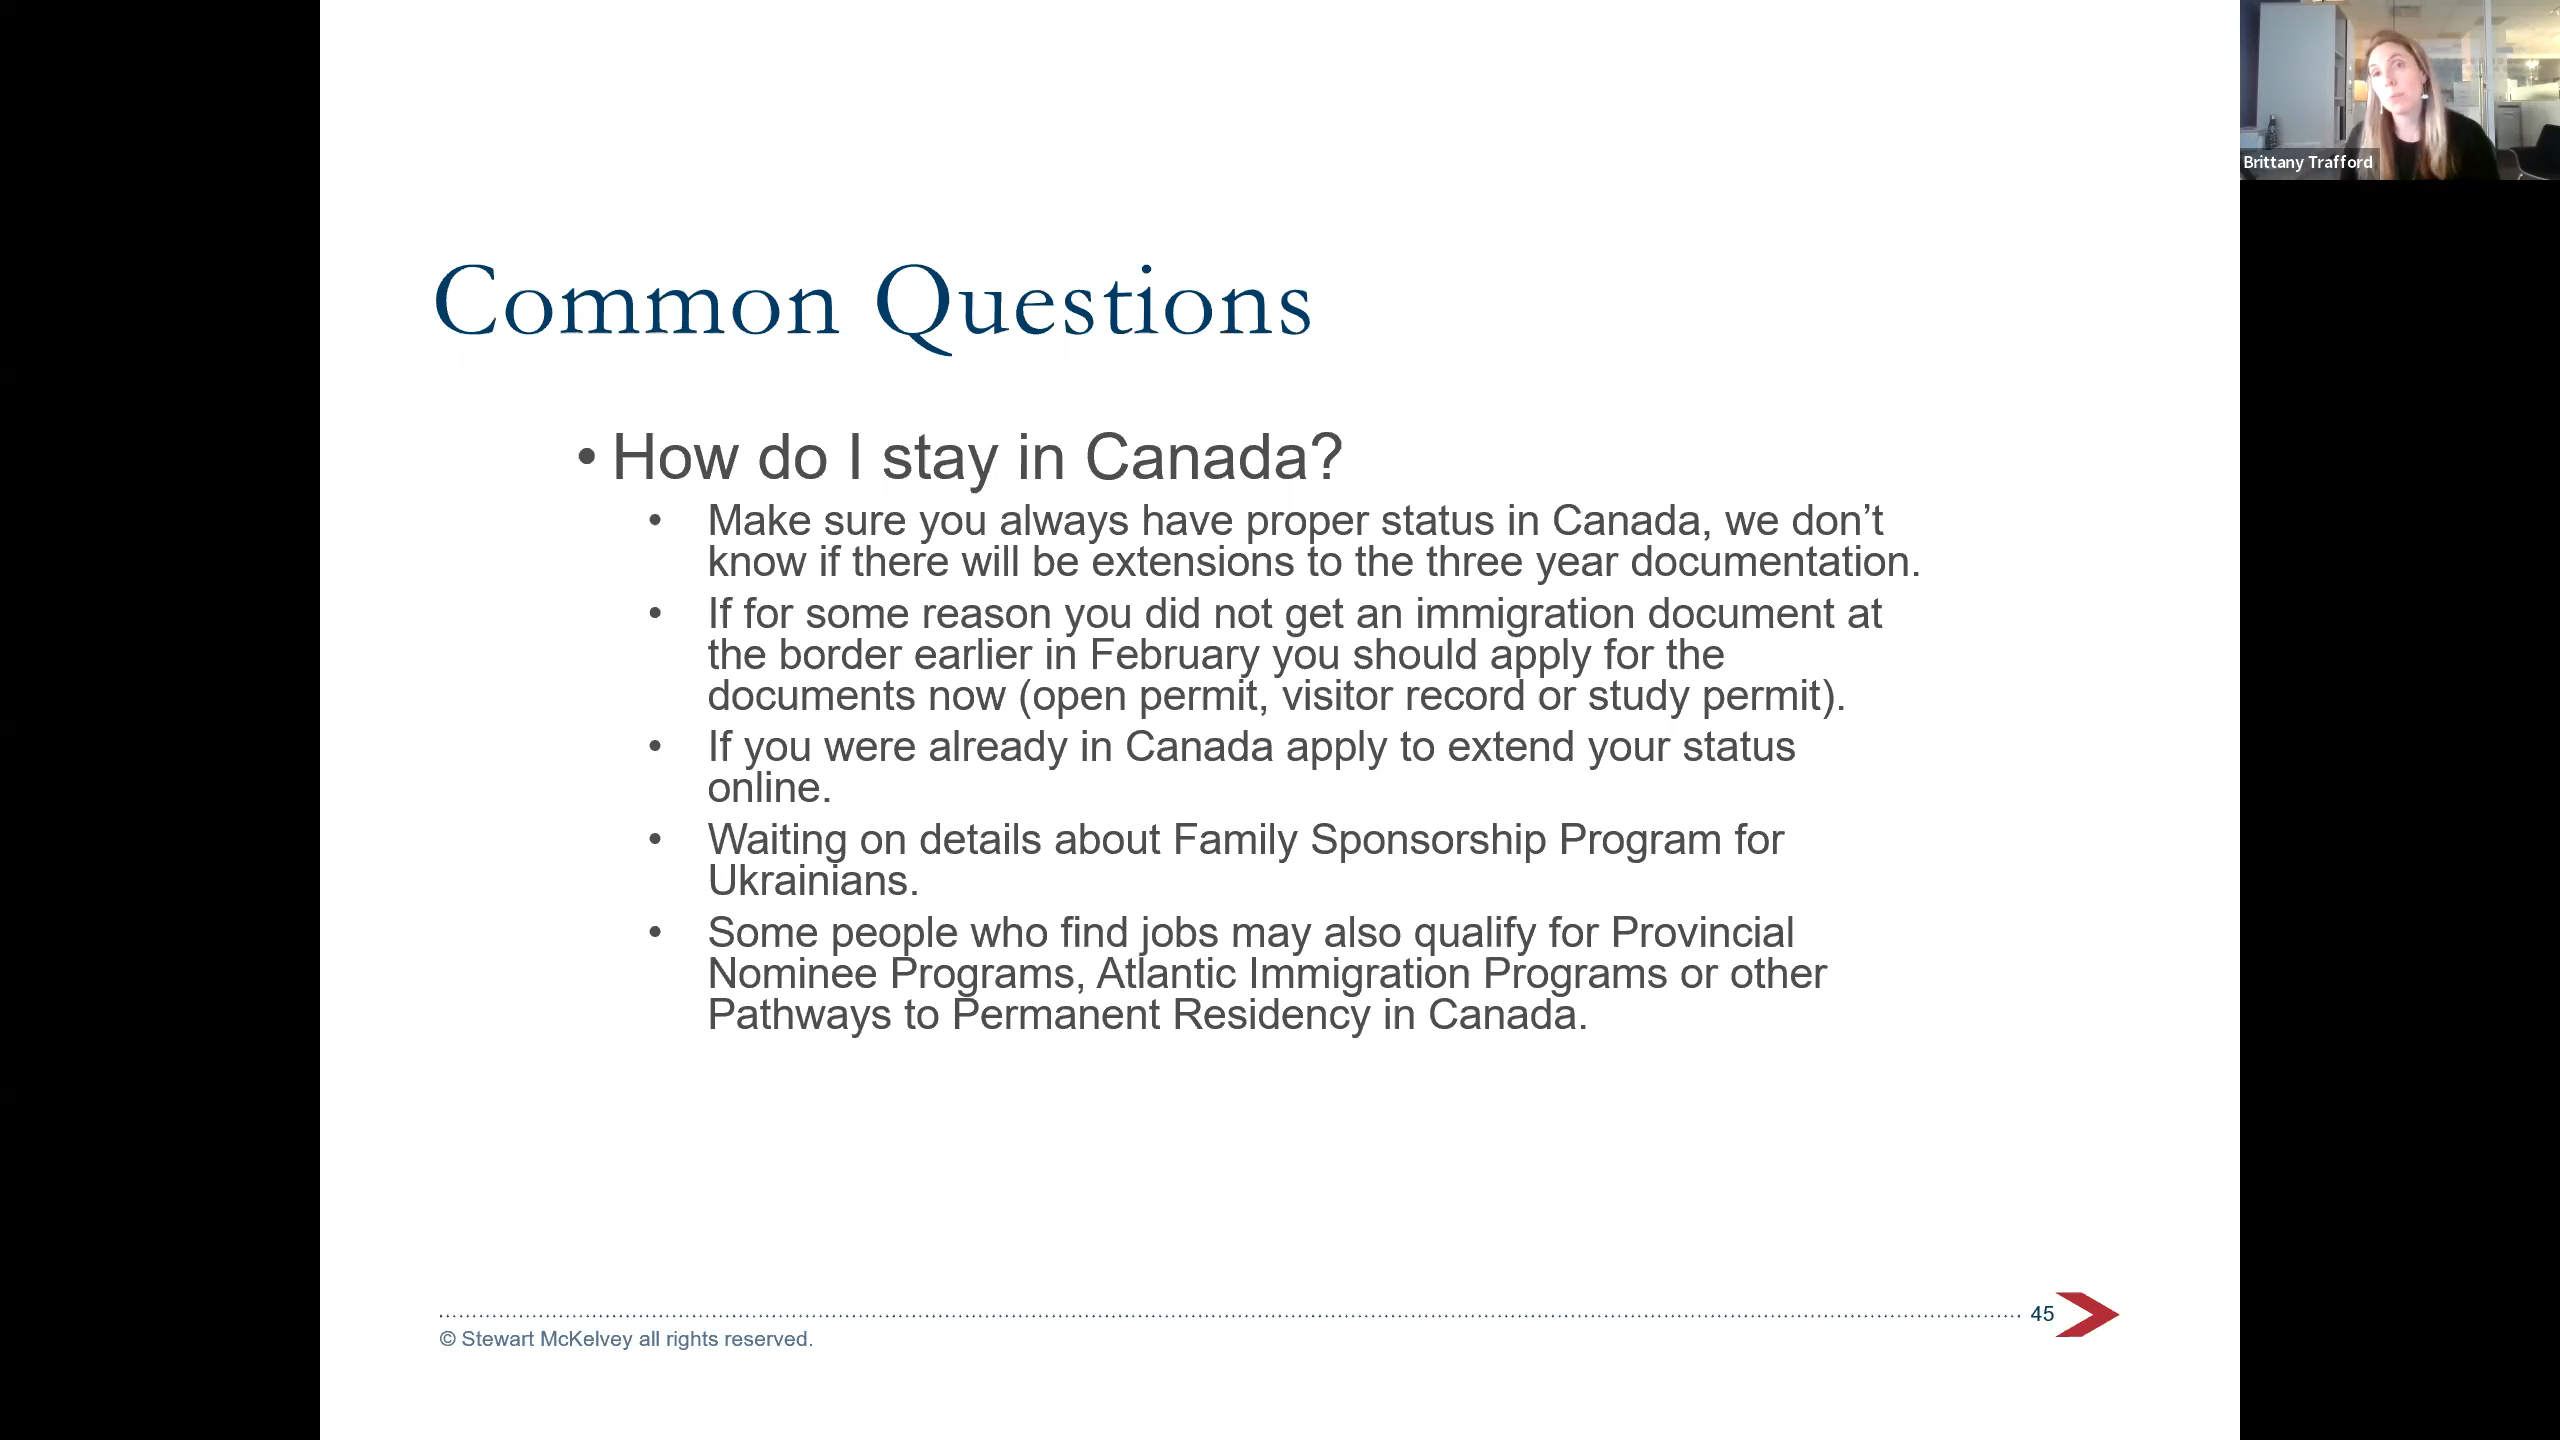 Brittany Trafford
Common Questions
• How do I stay in Canada?
• Make sure you always have proper status in Canada, we don’t
know if there will be extensions to the three year documentation.
• If for some reason you did not get an immigration document at
the border earlier in February you should apply for the
documents now (open permit, visitor record or study permit).
• If you were already in Canada apply to extend your status
online.
• Waiting on details about Family Sponsorship Program for
Ukrainians.
• Some people who find jobs may also qualify for Provincial
Nominee Programs, Atlantic Immigration Programs or other
Pathways to Permanent Residency in Canada.
45
© Stewart McKelvey all rights reserved.